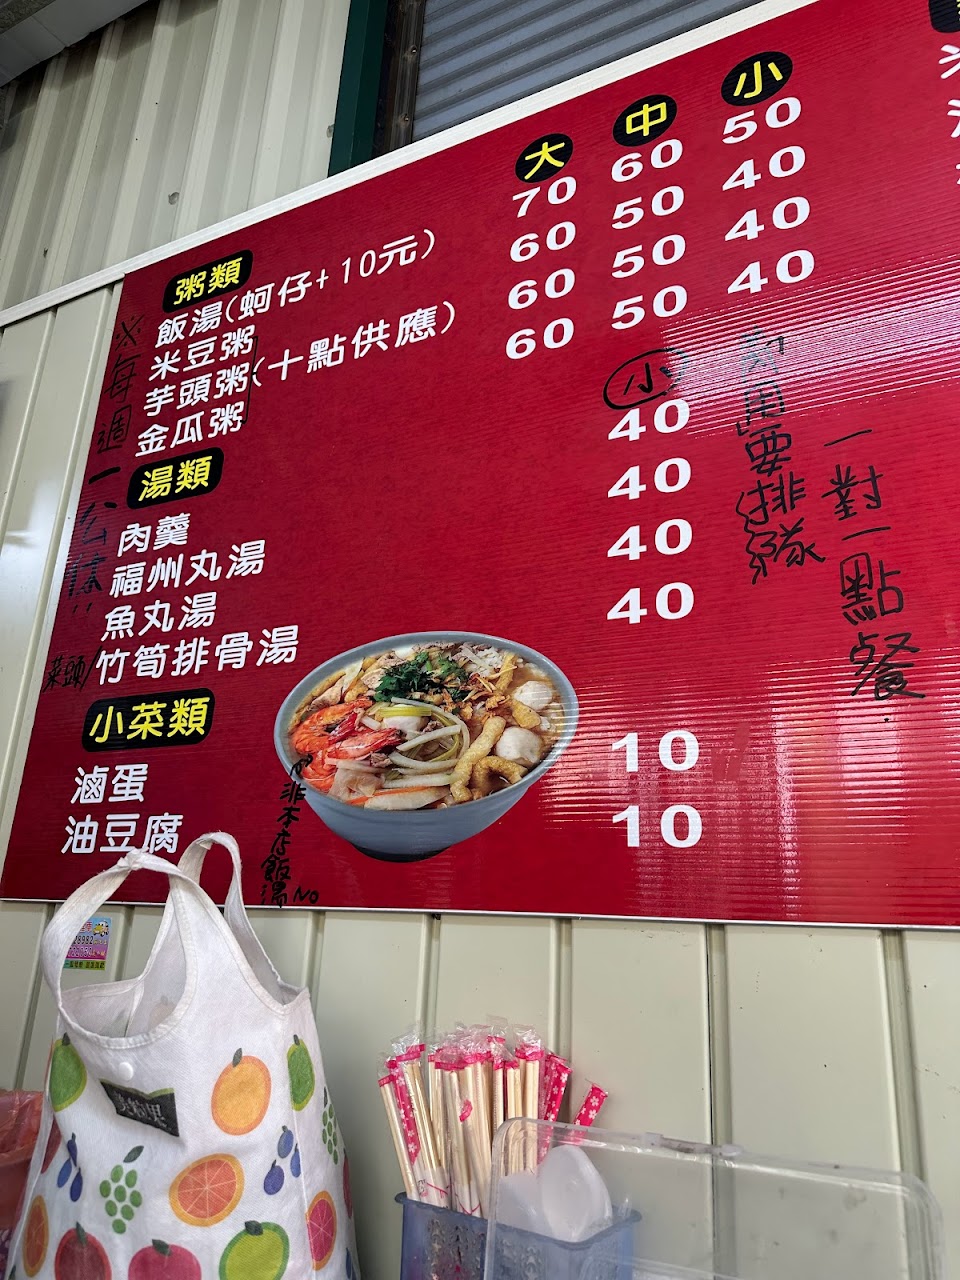 大 中 小
粥類
飯湯(蚵仔+10元) 70 60 50
米豆粥 60 50 40
芋頭粥(十點供應) 60 50 40
金瓜粥 60 50 40
※每週一公休
湯類
小
肉羹 40
福州丸湯 40
魚丸湯 40
菜頭/竹筍排骨湯 40
小菜類
滷蛋 10
油豆腐 10
內用要排隊
一對一點餐
非本店飯湯 No